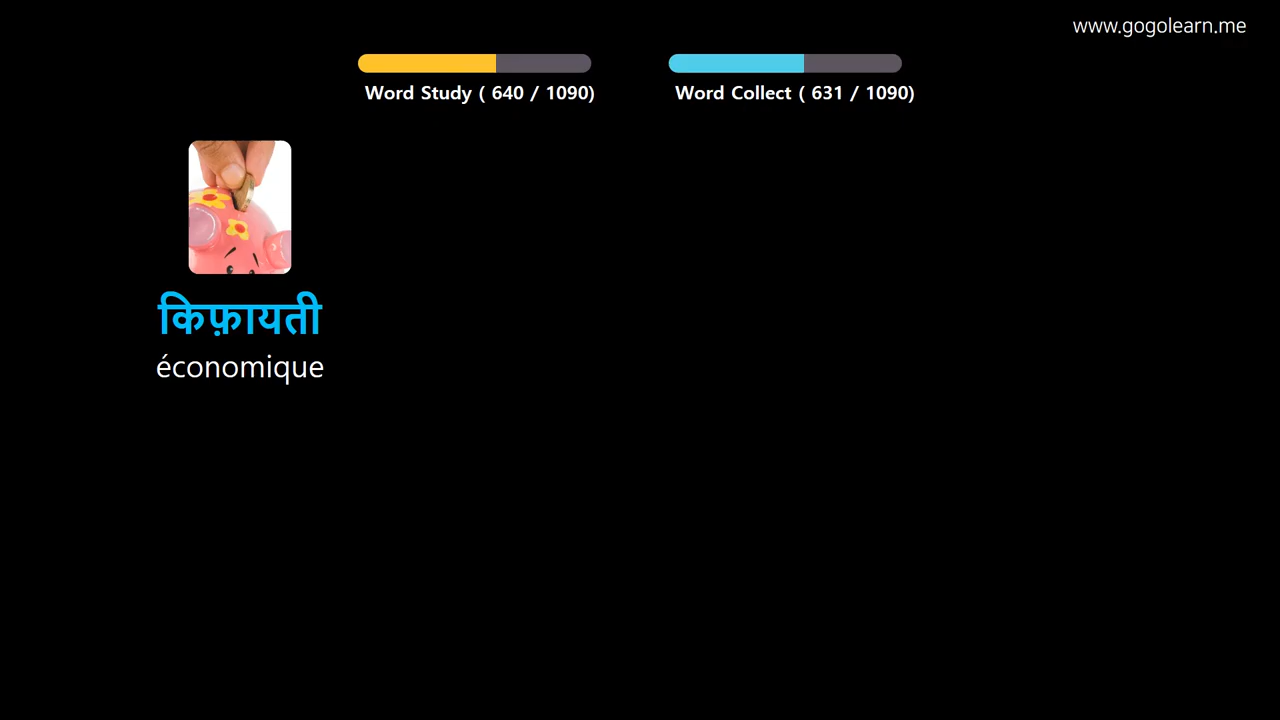 www.gogolearn.me
Word Study ( 640 / 1090)
Word Collect ( 631 / 1090)
किफ़ायती
économique